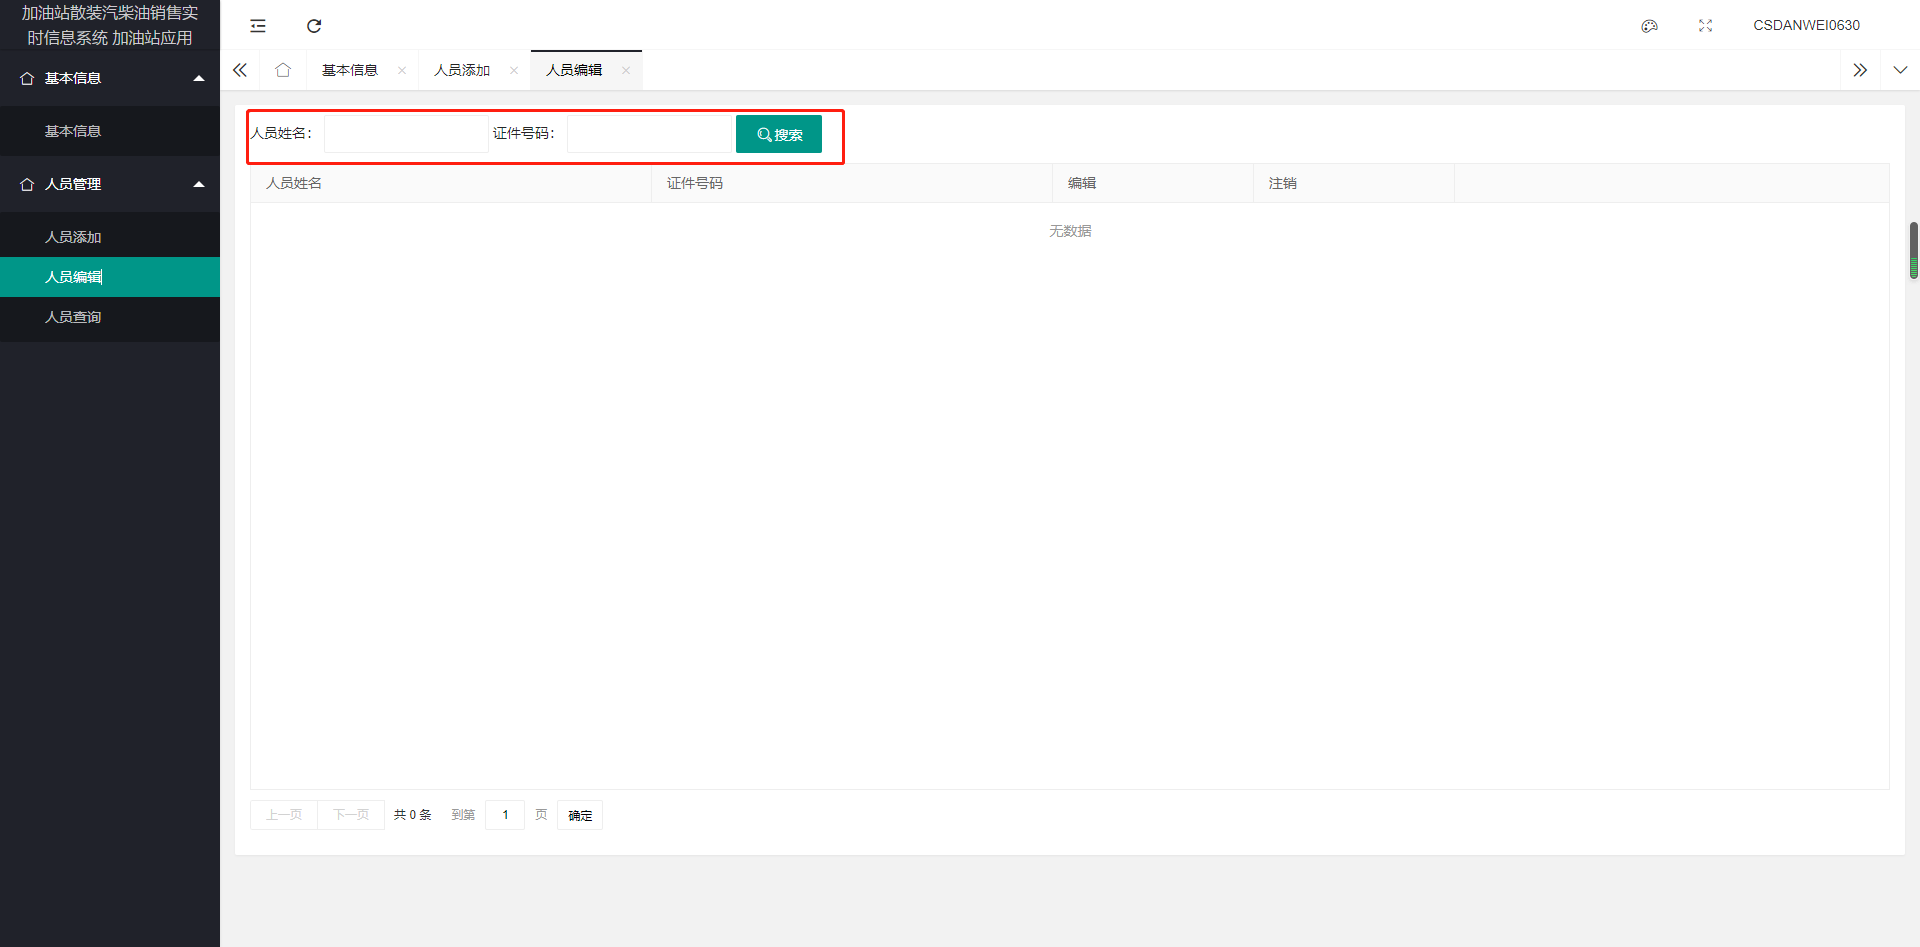 加油站散装汽柴油销售实
时信息系统 加油站应用
CSDANWEI0630
基本信息
人员添加
人员编辑
基本信息
基本信息
人员管理
人员添加
人员编辑
人员查询
人员姓名：
证件号码：
搜索
人员姓名
证件号码
编辑
注销
无数据
上一页
下一页
共 0 条
到第
1
页
确定